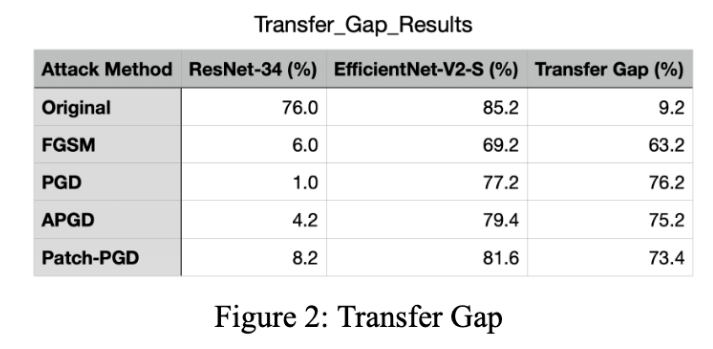 Transfer_Gap_Results
Attack Method ResNet-34 (%) EfficientNet-V2-S (%) Transfer Gap (%)
Original 76.0 85.2 9.2
FGSM 6.0 69.2 63.2
PGD 1.0 77.2 76.2
APGD 4.2 79.4 75.2
Patch-PGD 8.2 81.6 73.4
Figure 2: Transfer Gap